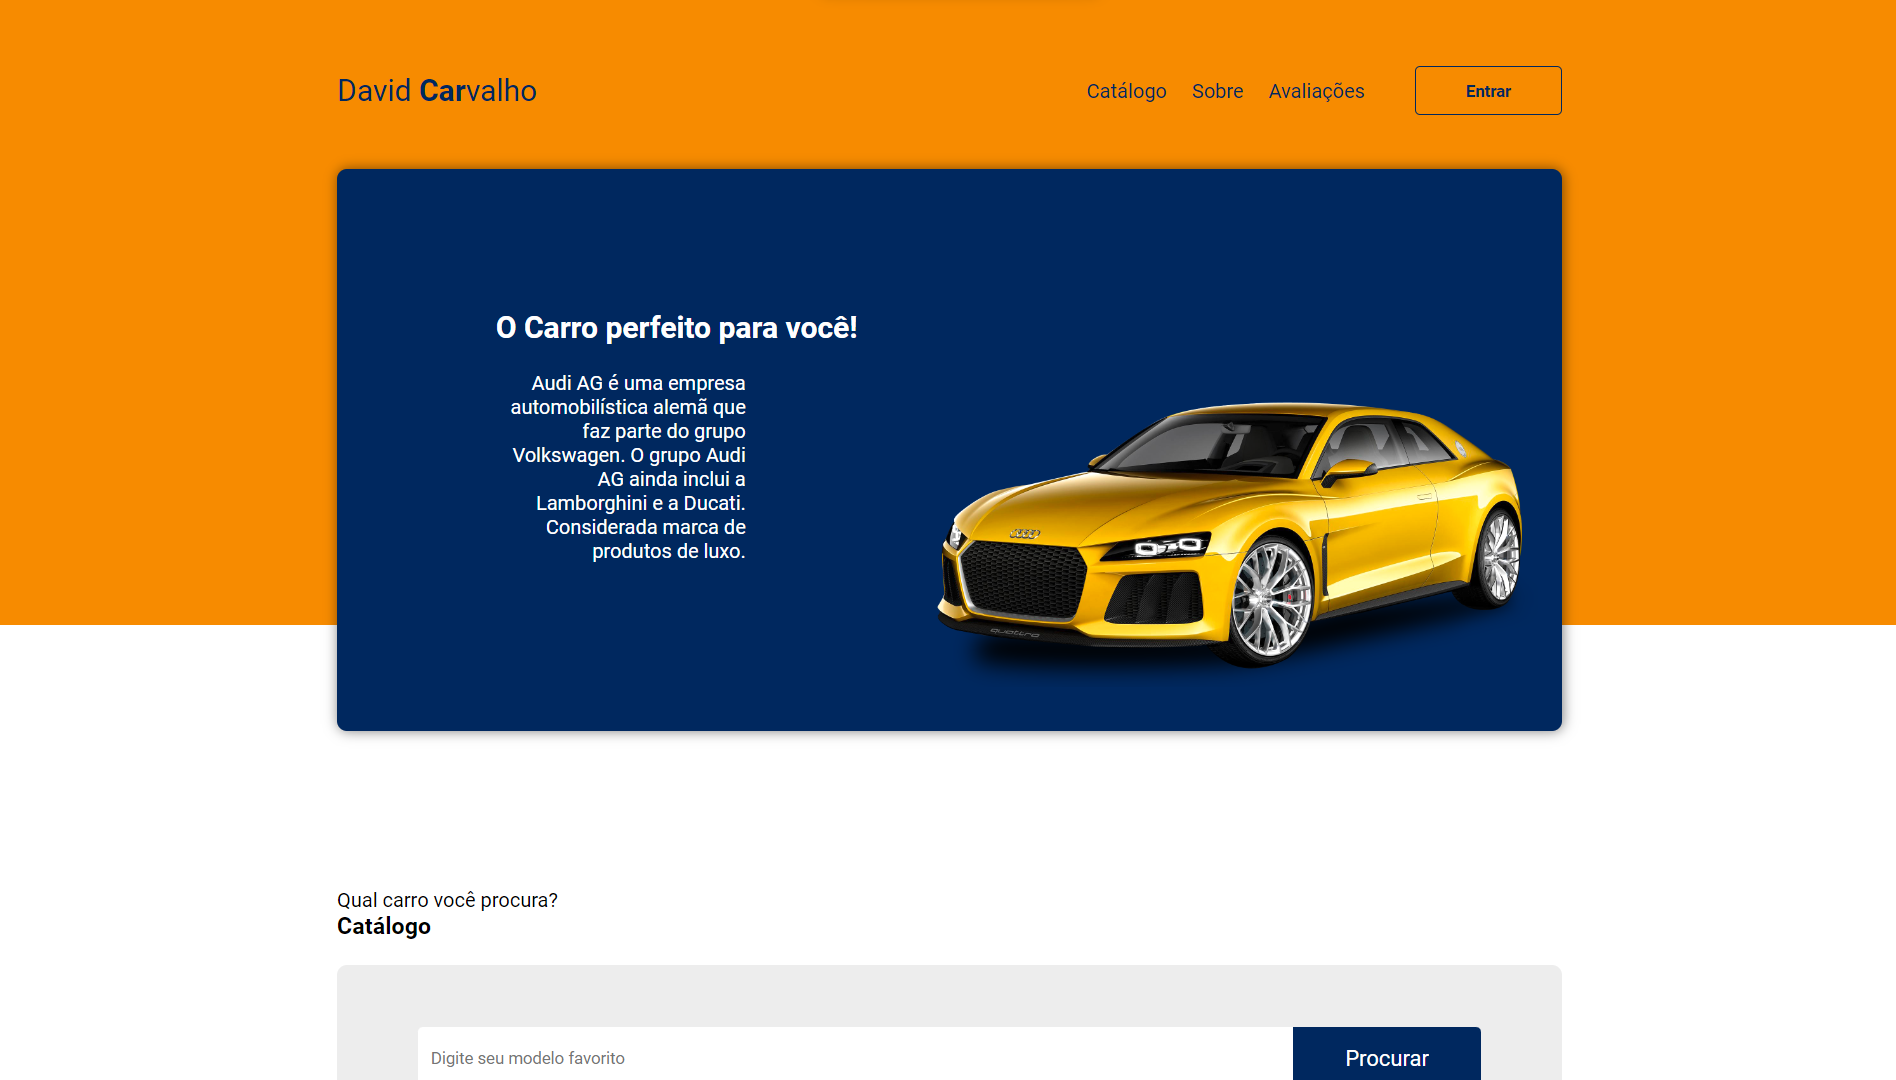 David Carvalho
Catálogo
Sobre
Avaliações
Entrar
O Carro perfeito para você!
Audi AG é uma empresa
automobilística alemã que
faz parte do grupo
Volkswagen. O grupo Audi
AG ainda inclui a
Lamborghini e a Ducati.
Considerada marca de
produtos de luxo.
quattro
Qual carro você procura?
Catálogo
Digite seu modelo favorito
Procurar